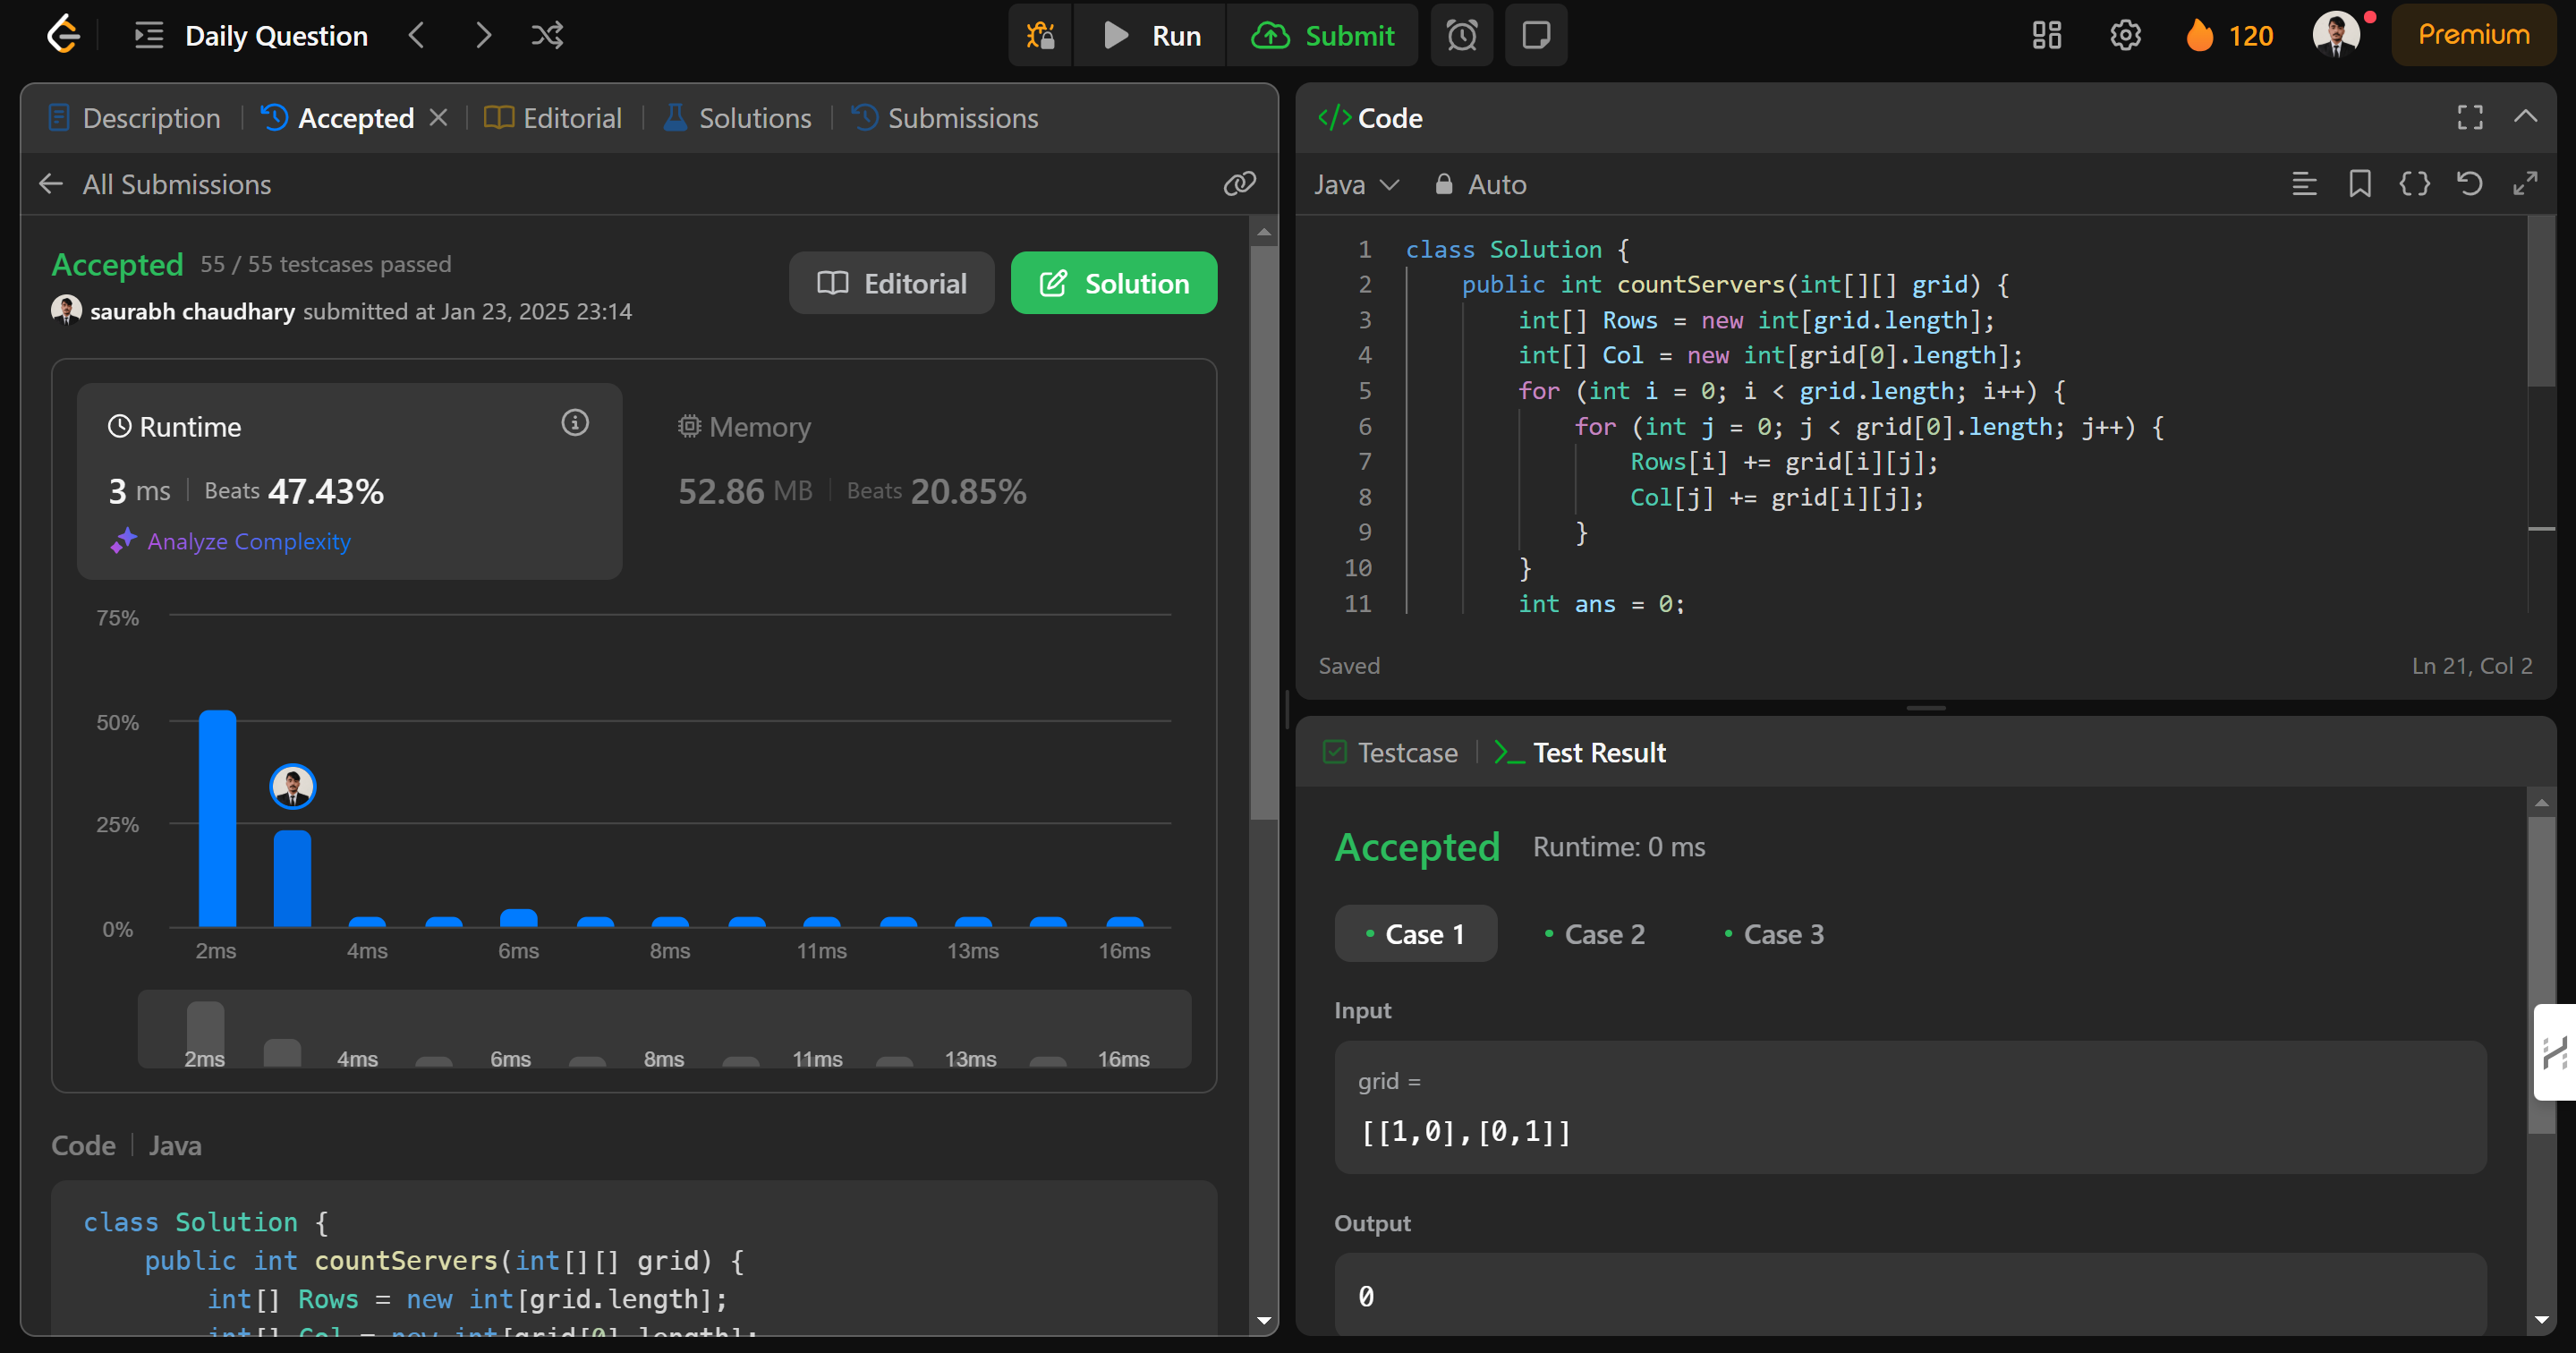 Daily Question
Run
Submit
120
Premium
Description
Accepted
Editorial
Solutions
Submissions
All Submissions
Accepted 55 / 55 testcases passed
saurabh chaudhary submitted at Jan 23, 2025 23:14
Editorial
Solution
Runtime
3 ms | Beats 47.43%
Analyze Complexity
Memory
52.86 MB | Beats 20.85%
75%
50%
25%
0%
2ms 4ms 6ms 8ms 11ms 13ms 16ms
2ms 4ms 6ms 8ms 11ms 13ms 16ms
Code | Java
class Solution {
    public int countServers(int[][] grid) {
        int[] Rows = new int[grid.length];
        int[] Col = new int[grid[0].length];
</> Code
Java
Auto
1 class Solution {
2     public int countServers(int[][] grid) {
3         int[] Rows = new int[grid.length];
4         int[] Col = new int[grid[0].length];
5         for (int i = 0; i < grid.length; i++) {
6             for (int j = 0; j < grid[0].length; j++) {
7                 Rows[i] += grid[i][j];
8                 Col[j] += grid[i][j];
9             }
10         }
11         int ans = 0;
Saved
Ln 21, Col 2
Testcase
Test Result
Accepted Runtime: 0 ms
Case 1
Case 2
Case 3
Input
grid =
[[1,0],[0,1]]
Output
0